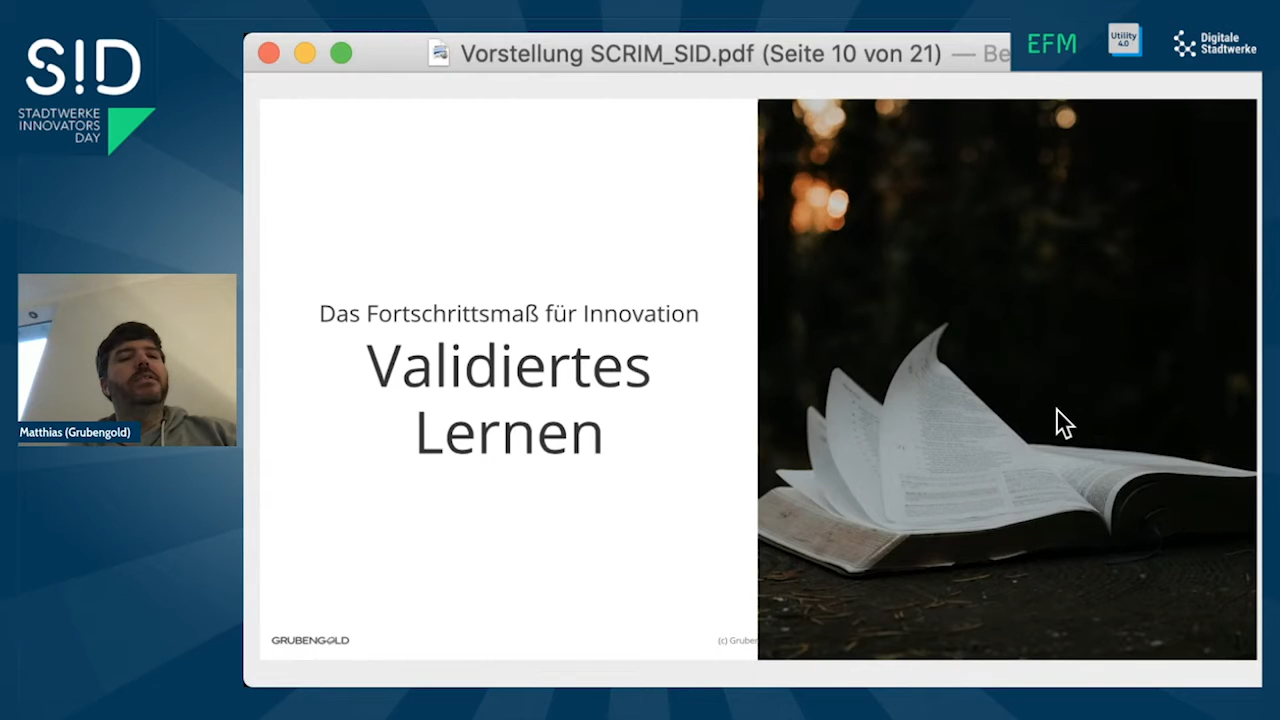 S!D
STADTWERKE
INNOVATORS
DAY
Vorstellung SCRIM_SID.pdf (Seite 10 von 21) — Be
EFM
Utility
4.0
Digitale
Stadtwerke
Das Fortschrittsmaß für Innovation
Validiertes
Lernen
Matthias (Grubengold)
GRUBENGOLD
(c) Gruben